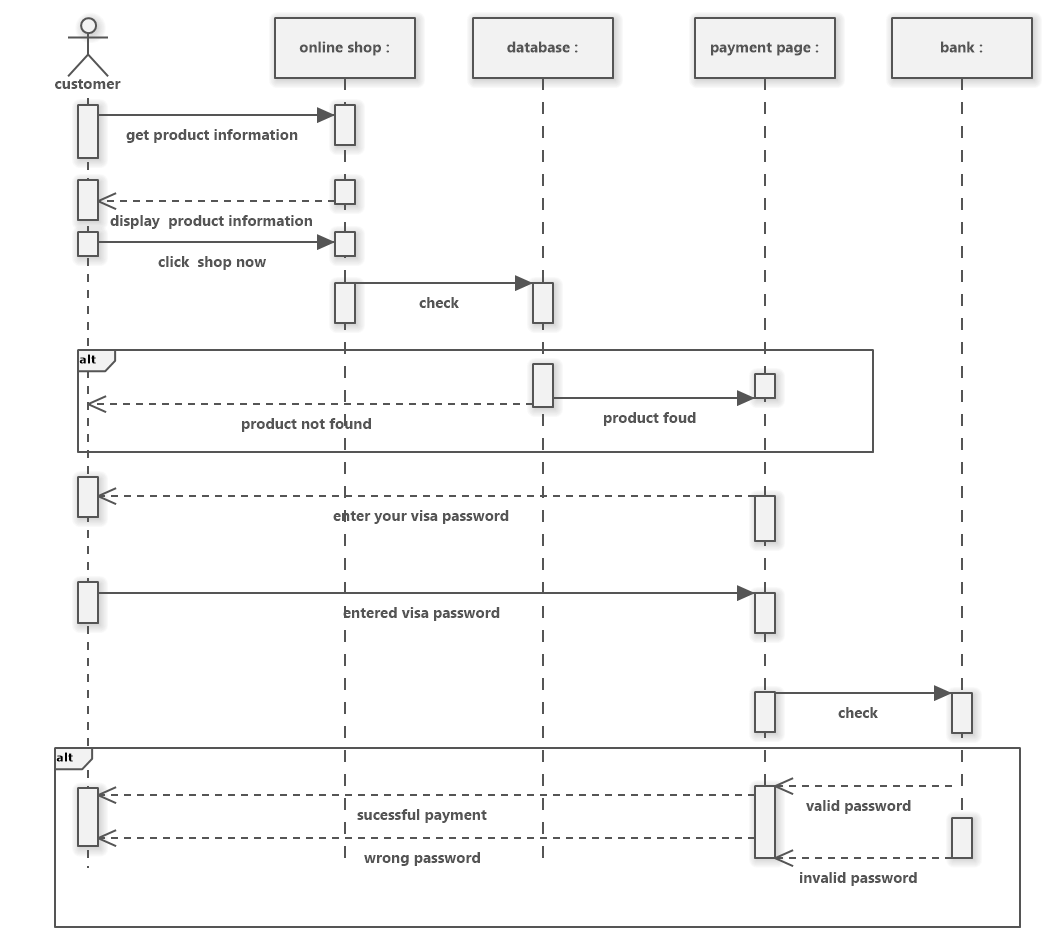 online shop :
database :
payment page :
bank :
customer
get product information
display  product information
click  shop now
check
alt
product not found
product foud
enter your visa password
entered visa password
check
alt
valid password
sucessful payment
wrong password
invalid password